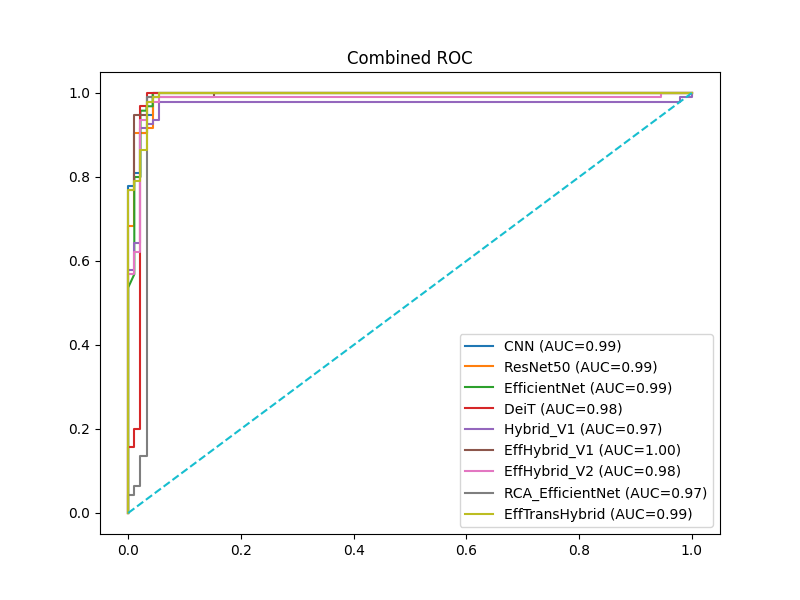 Combined ROC
1.0
0.8
0.6
0.4
0.2
0.0
0.0 0.2 0.4 0.6 0.8 1.0
CNN (AUC=0.99)
ResNet50 (AUC=0.99)
EfficientNet (AUC=0.99)
DeiT (AUC=0.98)
Hybrid_V1 (AUC=0.97)
EffHybrid_V1 (AUC=1.00)
EffHybrid_V2 (AUC=0.98)
RCA_EfficientNet (AUC=0.97)
EffTransHybrid (AUC=0.99)